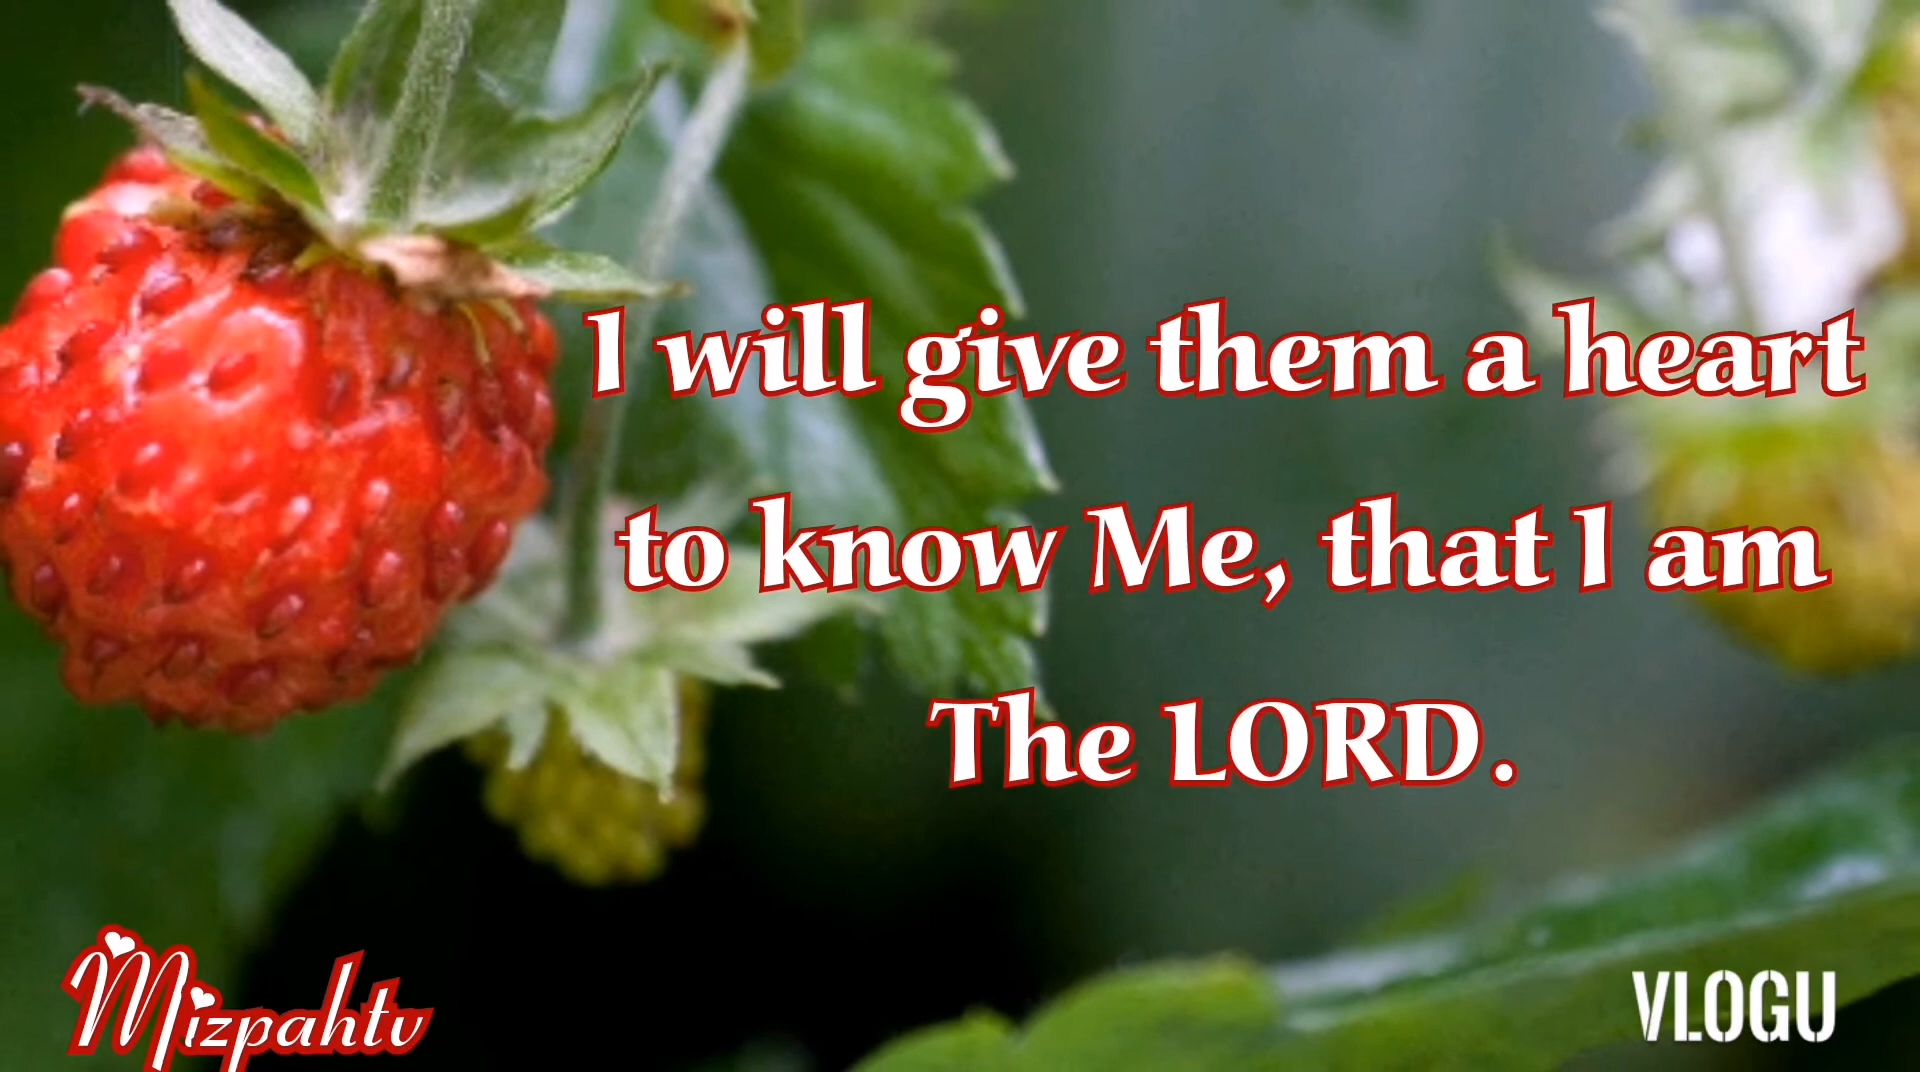 I will give them a heart
to know Me, that I am
The LORD.
Mizpahtv
VLOGU